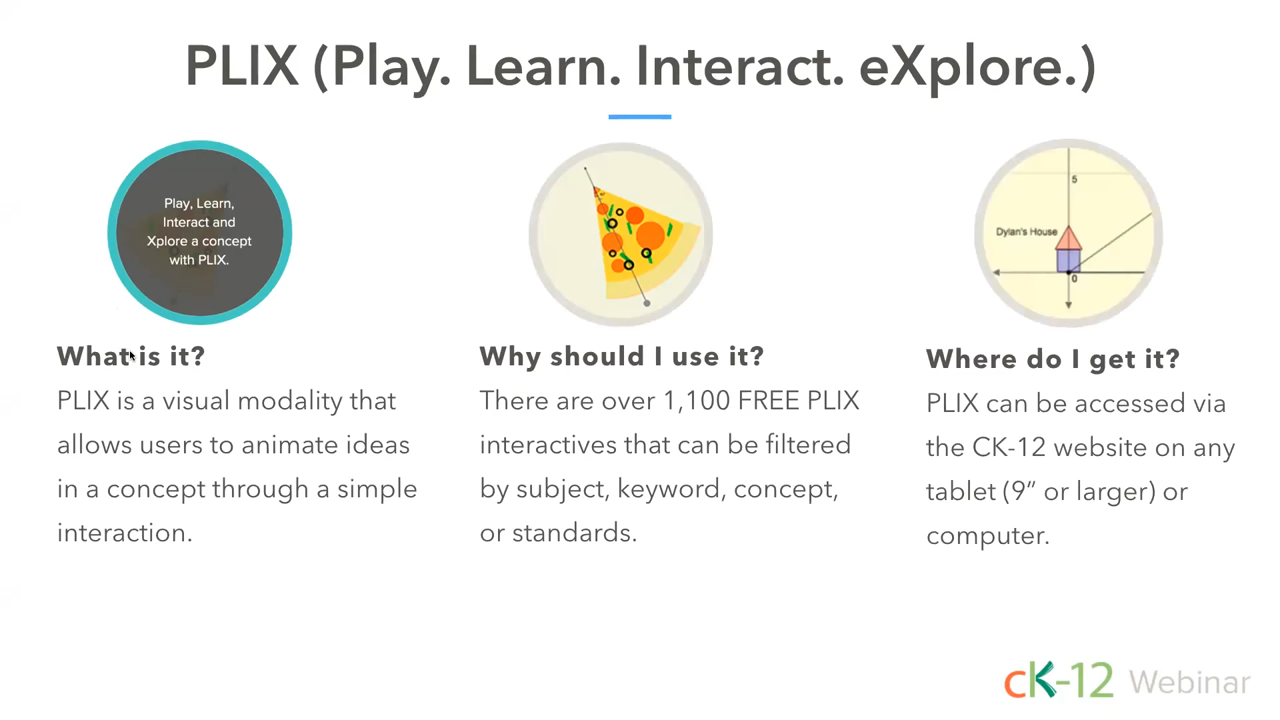 PLIX (Play. Learn. Interact. eXplore.)
Play, Learn,
Interact and
Xplore a concept
with PLIX.
5
Dylan's House
0
What is it?
PLIX is a visual modality that
allows users to animate ideas
in a concept through a simple
interaction.
Why should I use it?
There are over 1,100 FREE PLIX
interactives that can be filtered
by subject, keyword, concept,
or standards.
Where do I get it?
PLIX can be accessed via
the CK-12 website on any
tablet (9” or larger) or
computer.
cK-12 Webinar